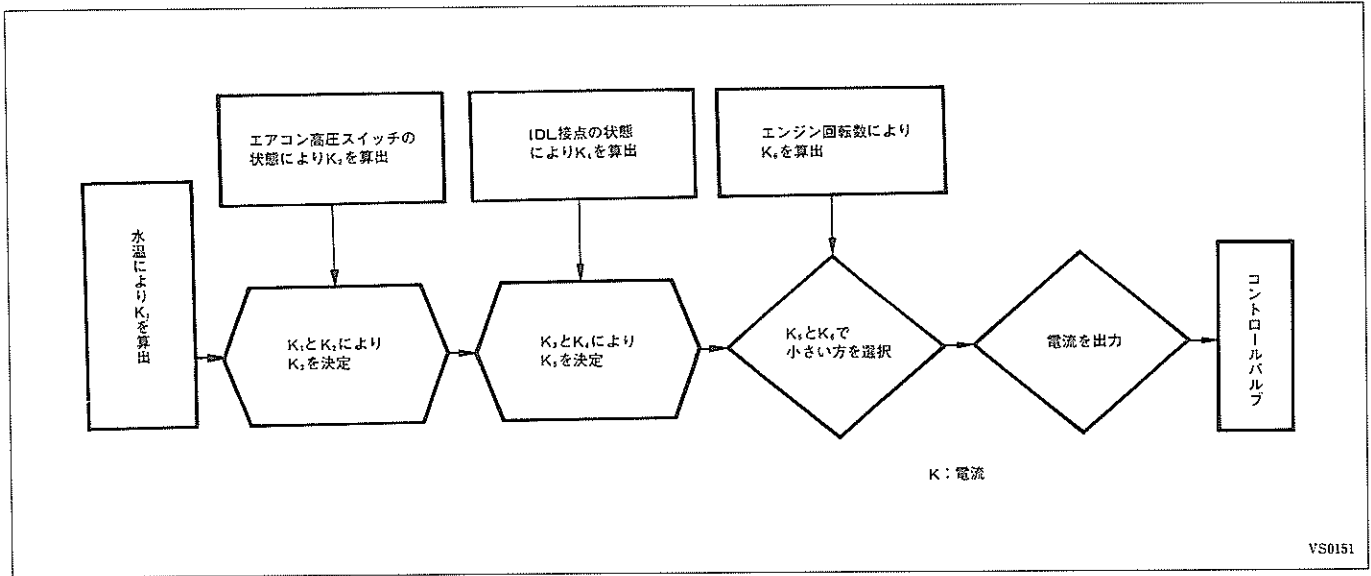 エアコン高圧スイッチの
状態によりK₂を算出
IDL接点の状態
によりK₄を算出
エンジン回転数により
K₆を算出
水温によりK₁を算出
K₁とK₂により
K₃を決定
K₃とK₄により
K₅を決定
K₅とK₆で
小さい方を選択
電流を出力
コントロールバルブ
K：電流
VS0151